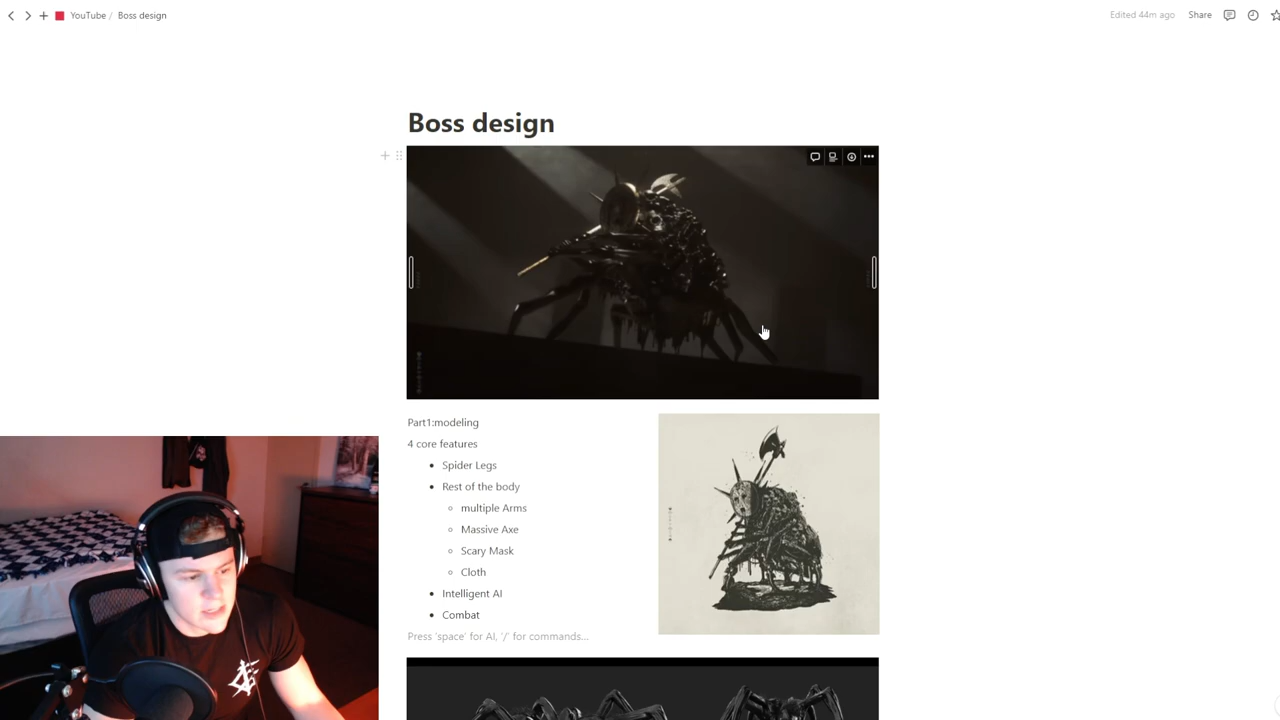 YouTube / Boss design
Edited 44m ago
Share
Boss design
Part1:modeling
4 core features
Spider Legs
Rest of the body
multiple Arms
Massive Axe
Scary Mask
Cloth
Intelligent AI
Combat
Press ‘space’ for AI, ‘/’ for commands…